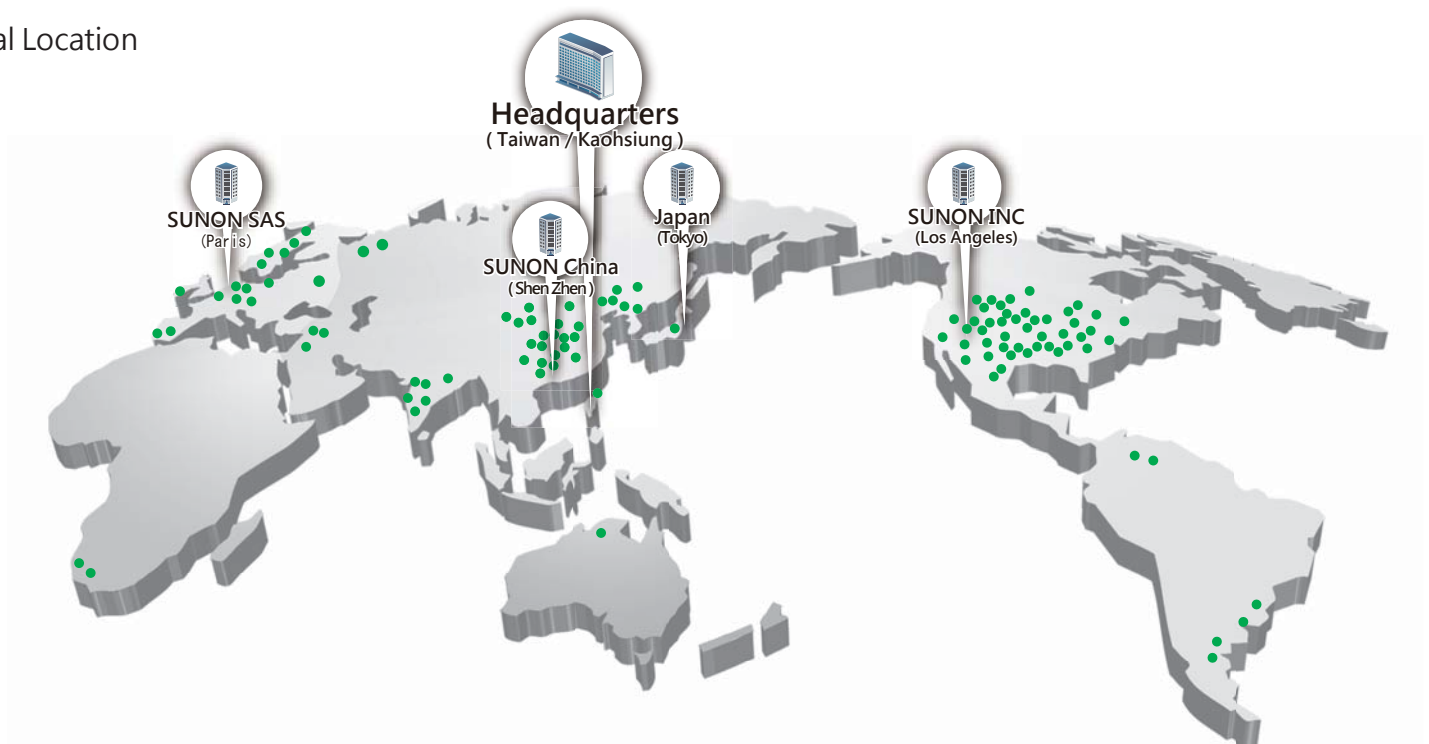 al Location
Headquarters
( Taiwan / Kaohsiung )
SUNON SAS
(Paris)
Japan
(Tokyo)
SUNON INC
(Los Angeles)
SUNON China
( Shen Zhen )